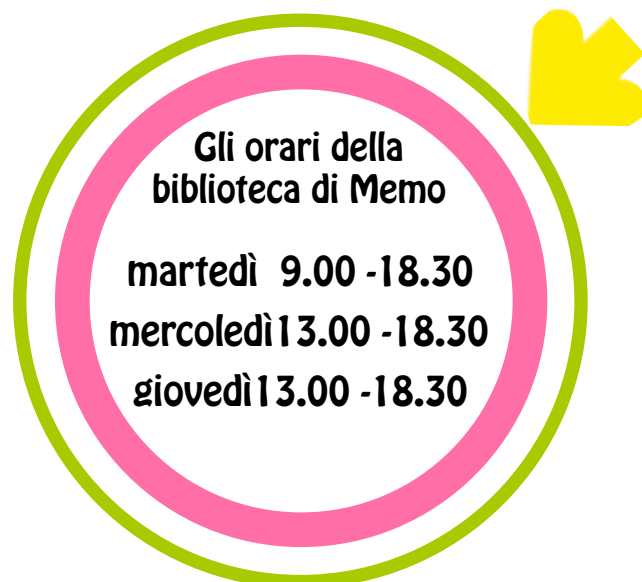 Gli orari della
biblioteca di Memo
martedì 9.00 -18.30
mercoledì13.00 -18.30
giovedì13.00 -18.30